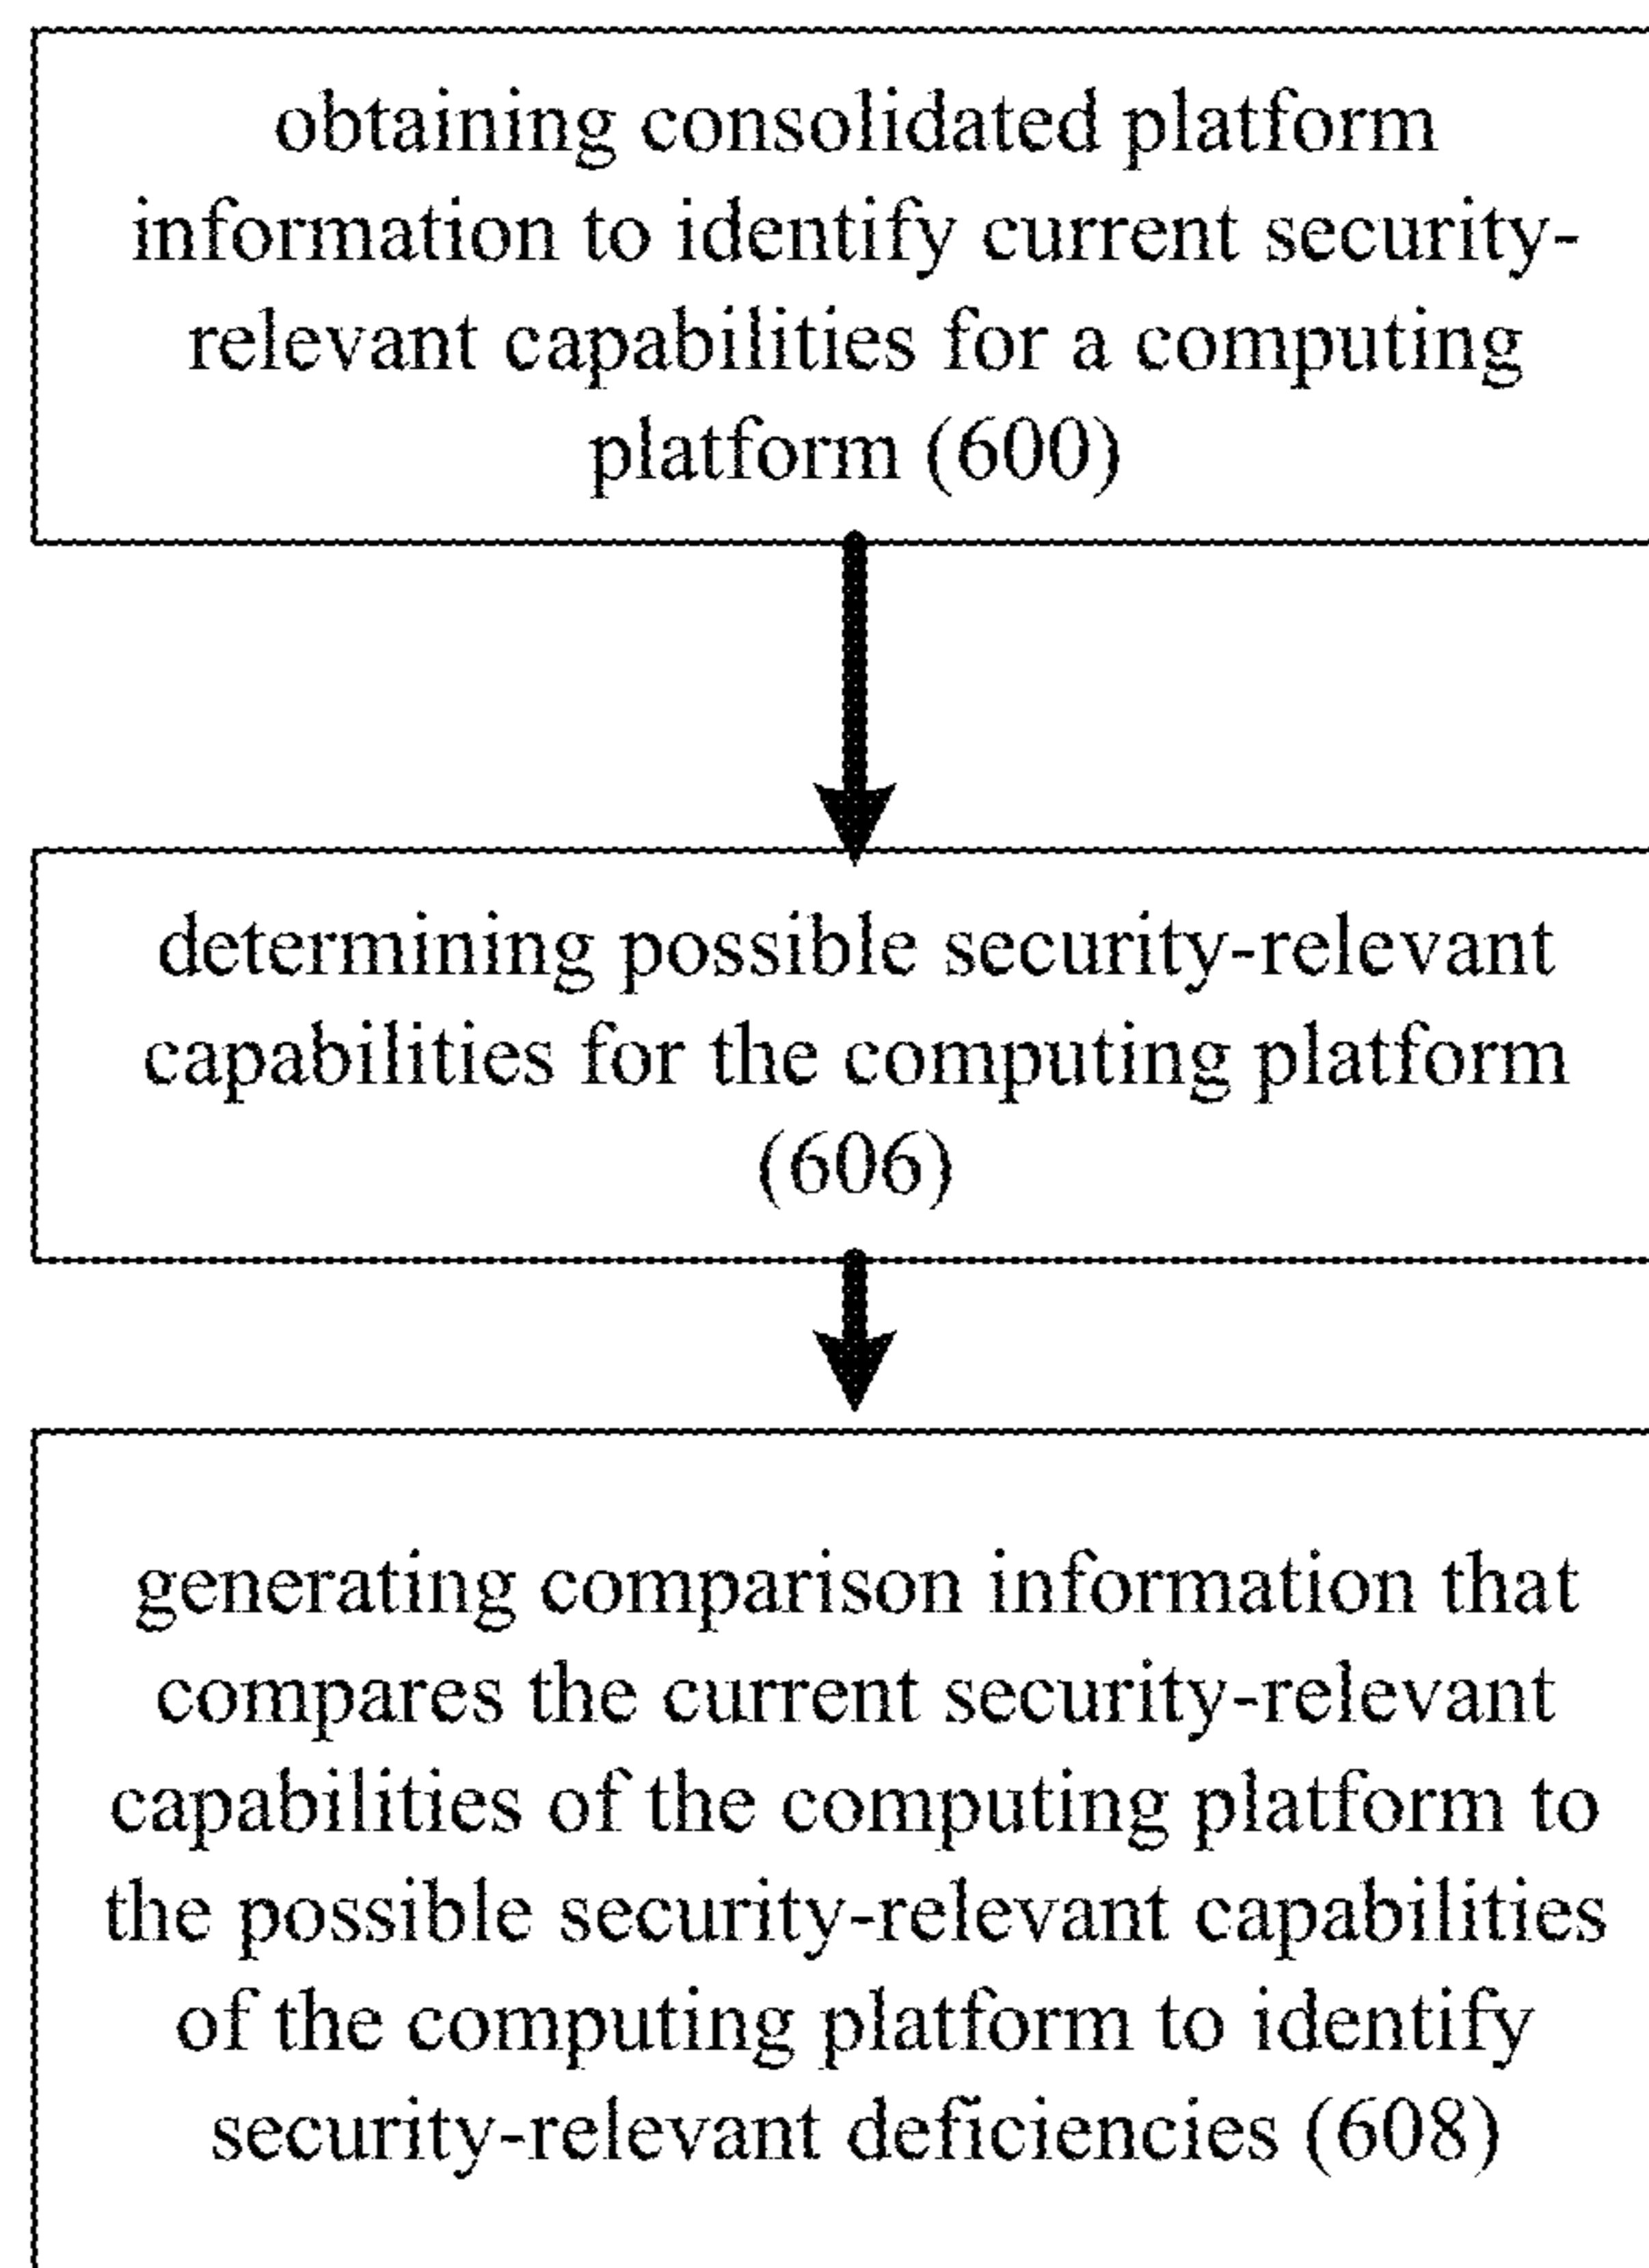 obtaining consolidated platform
information to identify current security-
relevant capabilities for a computing
platform (600)
determining possible security-relevant
capabilities for the computing platform
(606)
generating comparison information that
compares the current security-relevant
capabilities of the computing platform to
the possible security-relevant capabilities
of the computing platform to identify
security-relevant deficiencies (608)